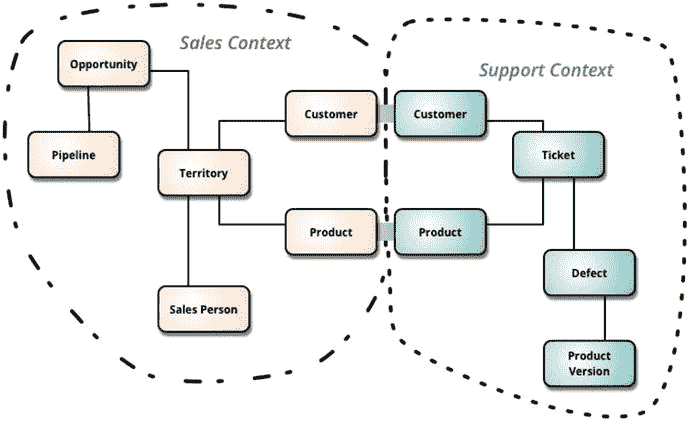 Sales Context
Opportunity
Pipeline
Territory
Customer
Product
Sales Person
Support Context
Customer
Product
Ticket
Defect
Product
Version